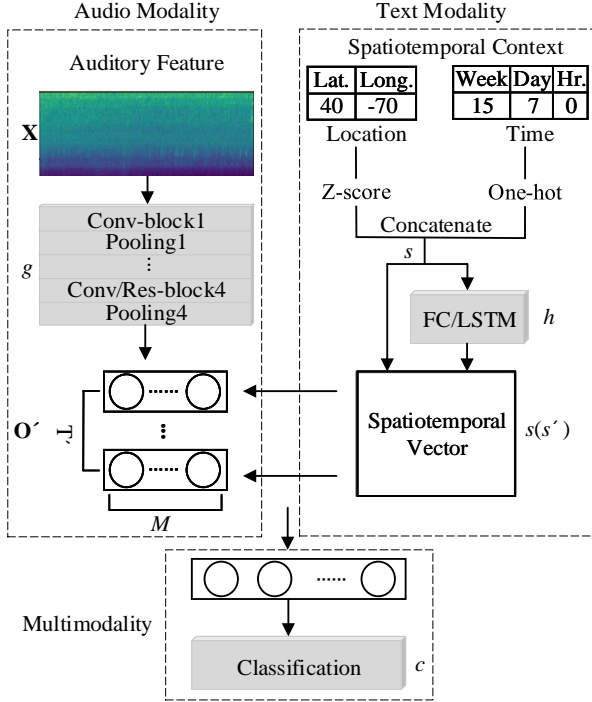 Audio Modality
Text Modality
Auditory Feature
X
Conv-block1
Pooling1
⋮
Conv/Res-block4
Pooling4
g
......
⋮
......
O´
T´
M
Spatiotemporal Context
Lat. Long.
40 -70
Week Day Hr.
15 7 0
Location
Time
Z-score
One-hot
Concatenate
s
FC/LSTM
h
Spatiotemporal
Vector
s(s´)
......
Multimodality
Classification
c